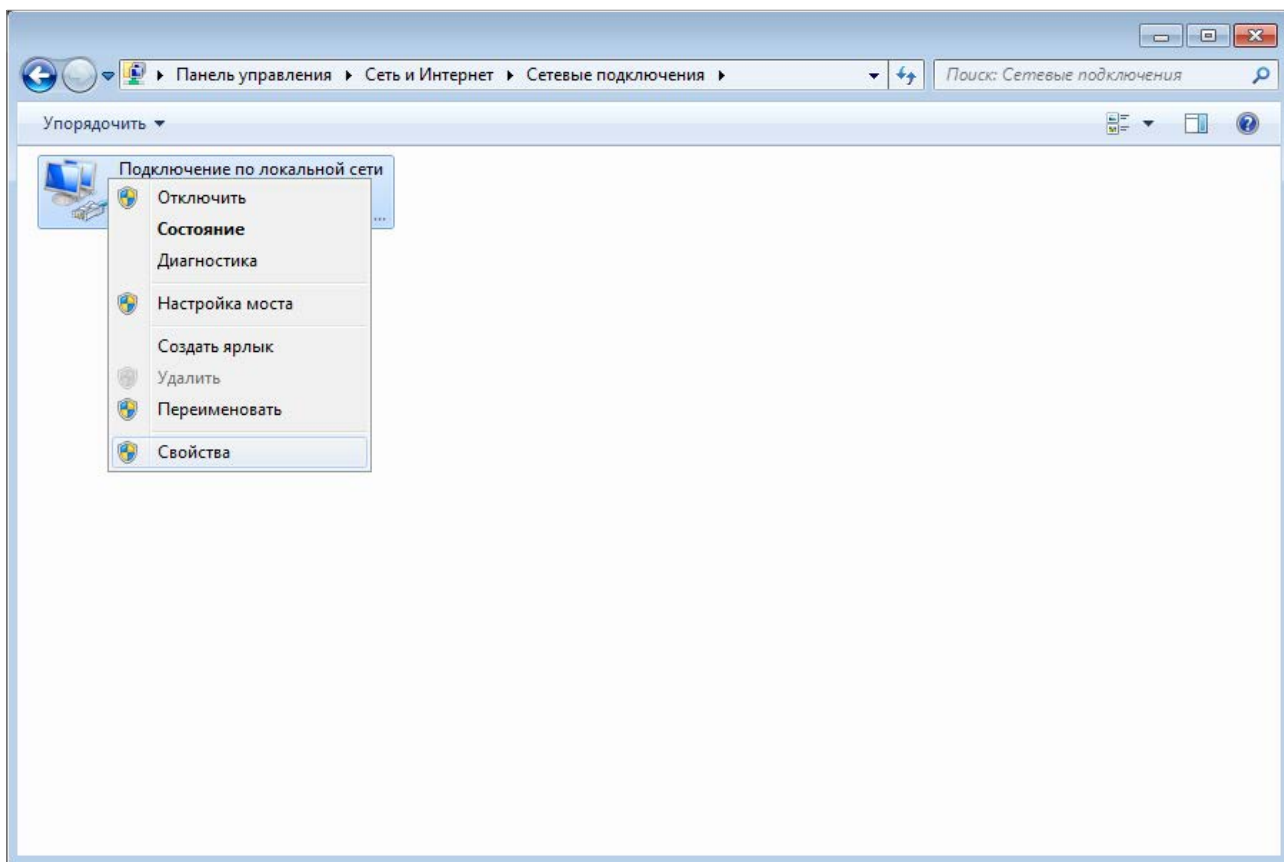 Панель управления ▸ Сеть и Интернет ▸ Сетевые подключения ▸
Поиск: Сетевые подключения
Упорядочить
Подключение по локальной сети
...
Отключить
Состояние
Диагностика
Настройка моста
Создать ярлык
Удалить
Переименовать
Свойства